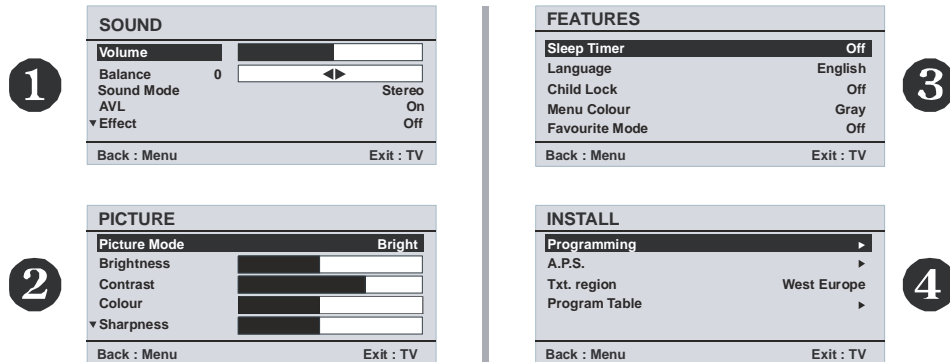 1
SOUND
Volume
Balance 0
Sound Mode Stereo
AVL On
Effect Off
Back : Menu Exit : TV
2
PICTURE
Picture Mode Bright
Brightness
Contrast
Colour
Sharpness
Back : Menu Exit : TV
3
FEATURES
Sleep Timer Off
Language English
Child Lock Off
Menu Colour Gray
Favourite Mode Off
Back : Menu Exit : TV
4
INSTALL
Programming
A.P.S.
Txt. region West Europe
Program Table
Back : Menu Exit : TV